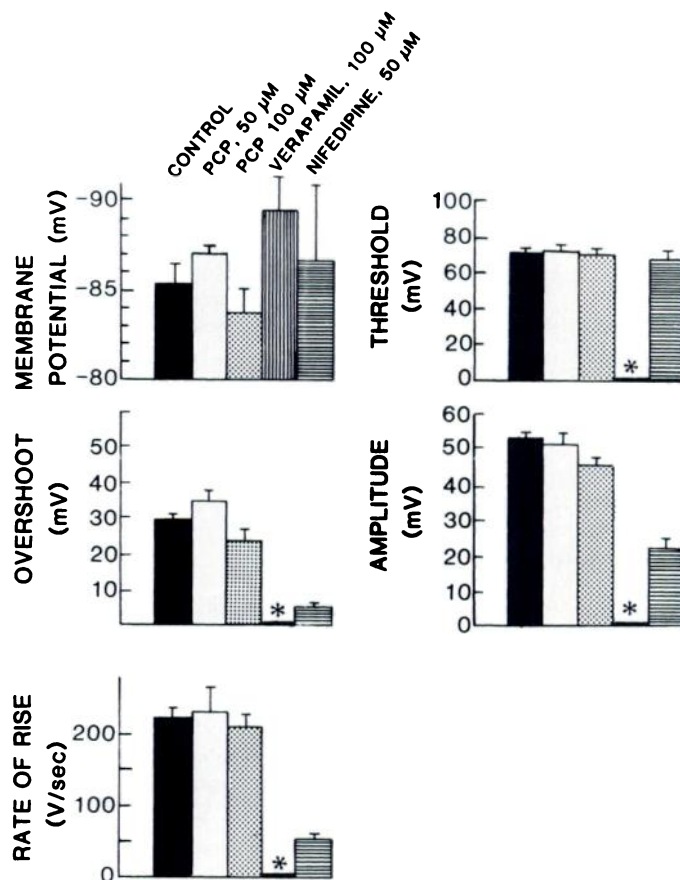 CONTROL
PCP, 50 µM
PCP 100 µM
VERAPAMIL, 100 µM
NIFEDIPINE, 50 µM
MEMBRANE
POTENTIAL (mV)
-90
-85
-80
THRESHOLD
(mV)
100
80
60
40
20
0
*
OVERSHOOT
(mV)
50
40
30
20
10
*
AMPLITUDE
(mV)
60
50
40
30
20
10
0
*
RATE OF RISE
(V/sec)
200
100
0
*